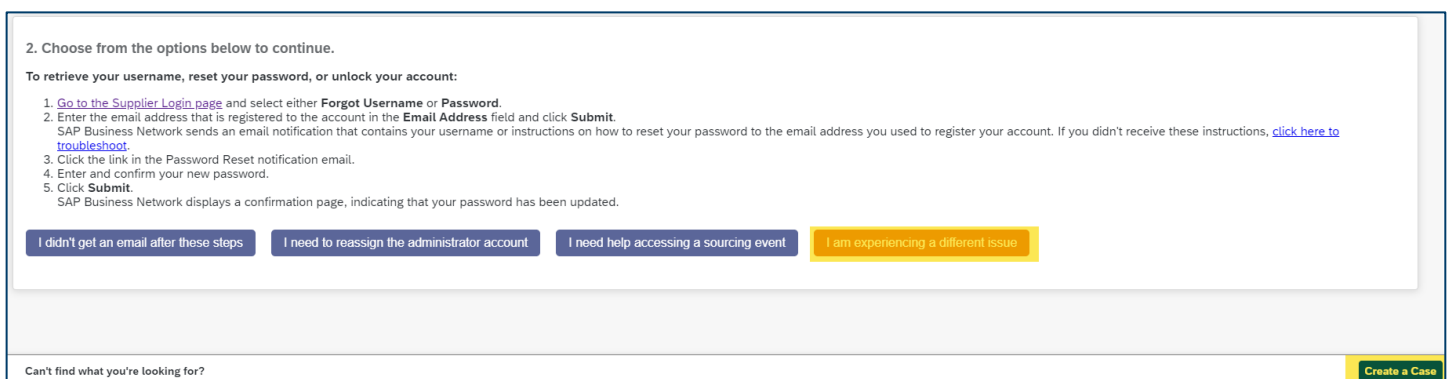 2. Choose from the options below to continue.
To retrieve your username, reset your password, or unlock your account:
1. Go to the Supplier Login page and select either Forgot Username or Password.
2. Enter the email address that is registered to the account in the Email Address field and click Submit.
SAP Business Network sends an email notification that contains your username or instructions on how to reset your password to the email address you used to register your account. If you didn't receive these instructions, click here to
troubleshoot.
3. Click the link in the Password Reset notification email.
4. Enter and confirm your new password.
5. Click Submit.
SAP Business Network displays a confirmation page, indicating that your password has been updated.
I didn't get an email after these steps
I need to reassign the administrator account
I need help accessing a sourcing event
I am experiencing a different issue
Can't find what you're looking for?
Create a Case